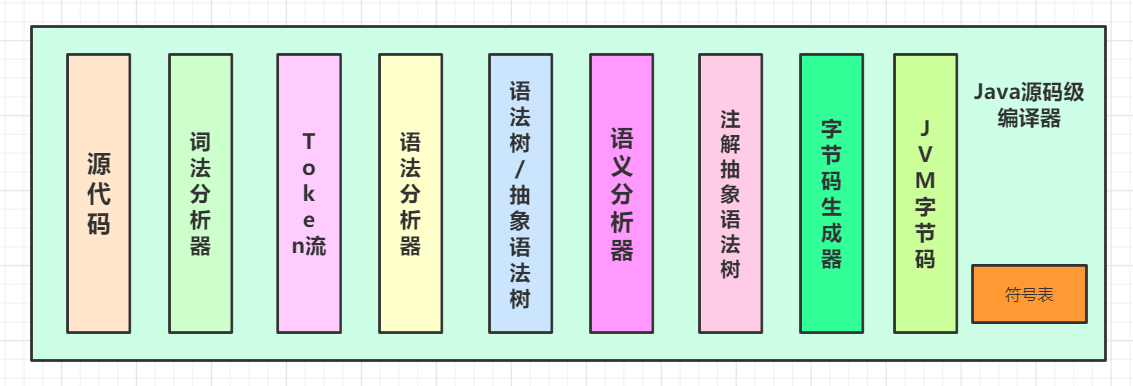 源代码
词法分析器
Token流
语法分析器
语法树/抽象语法树
语义分析器
注解抽象语法树
字节码生成器
JVM字节码
Java源码级
编译器
符号表